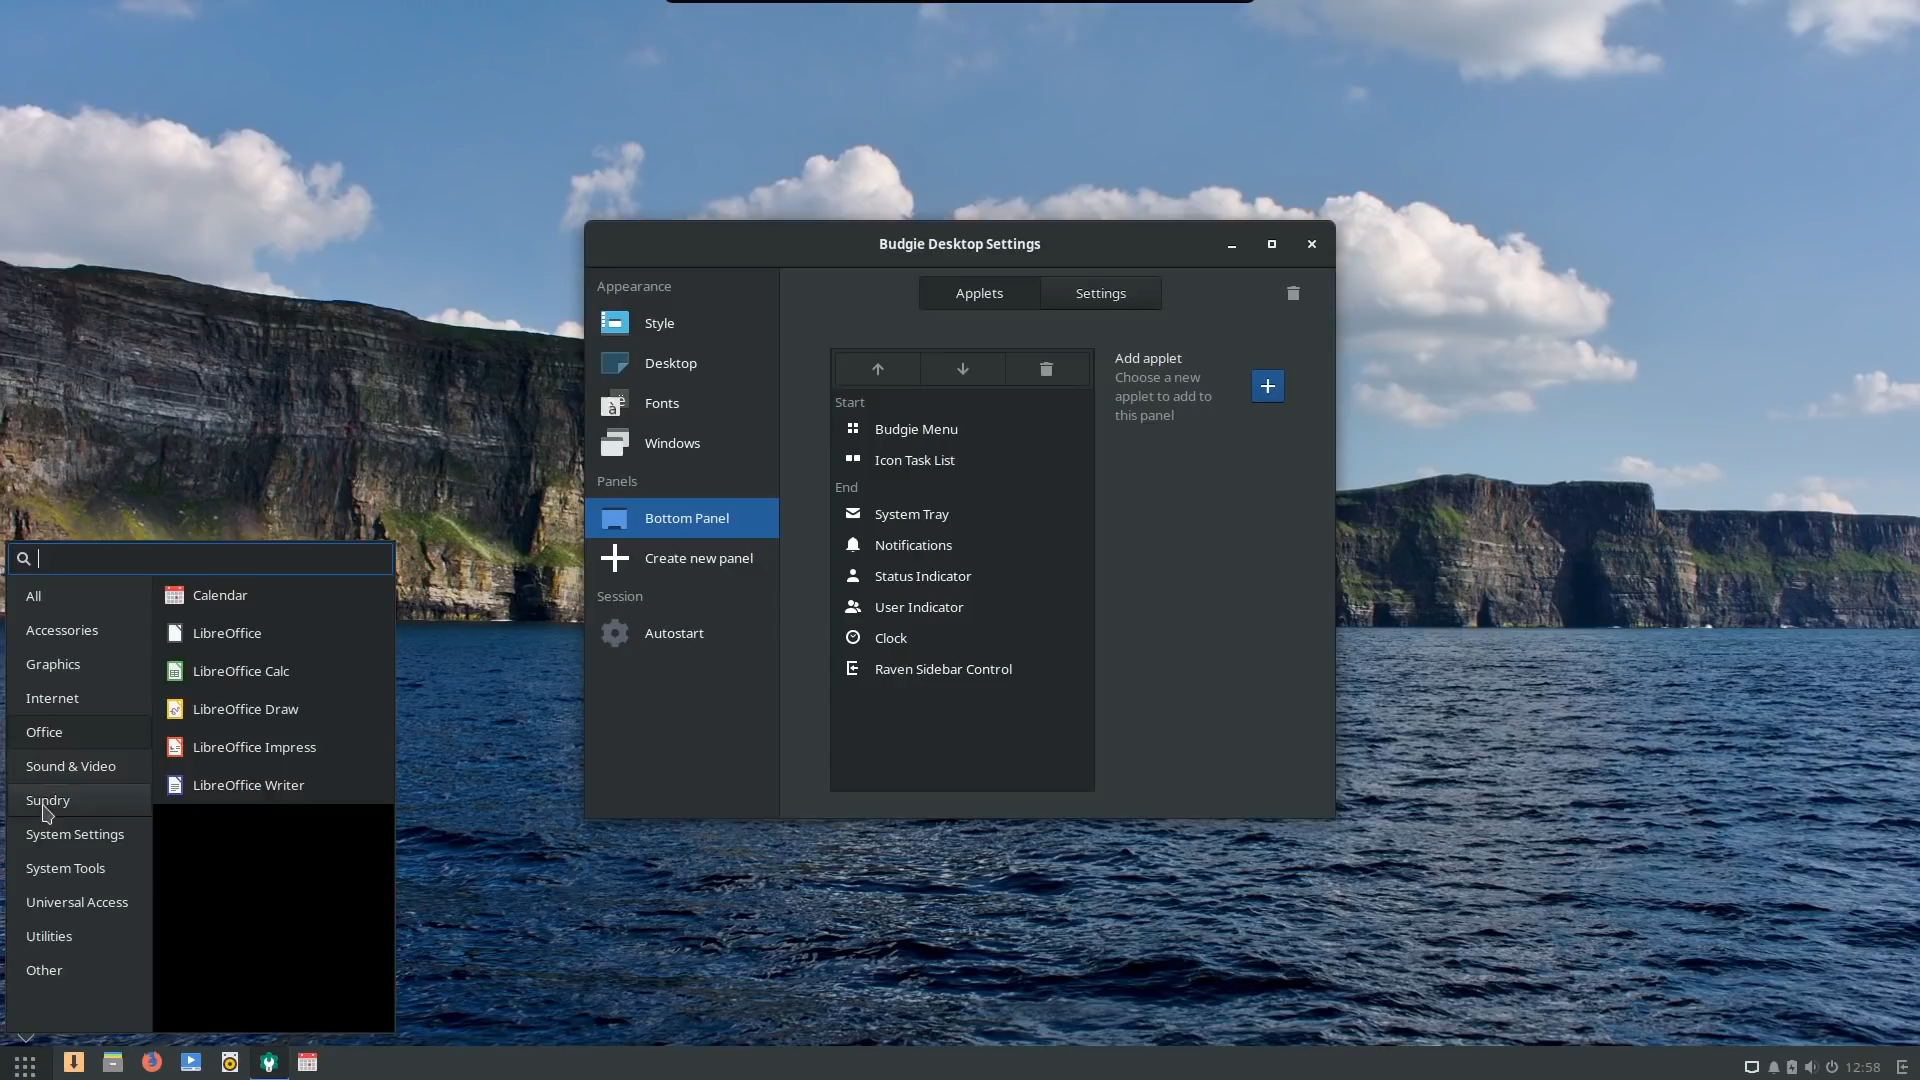 Budgie Desktop Settings
Appearance
Style
Desktop
Fonts
Windows
Panels
Bottom Panel
Create new panel
Session
Autostart
Applets
Settings
Start
Budgie Menu
Icon Task List
End
System Tray
Notifications
Status Indicator
User Indicator
Clock
Raven Sidebar Control
Add applet
Choose a new
applet to add to
this panel
All
Accessories
Graphics
Internet
Office
Sound & Video
Sundry
System Settings
System Tools
Universal Access
Utilities
Other
Calendar
LibreOffice
LibreOffice Calc
LibreOffice Draw
LibreOffice Impress
LibreOffice Writer
12:58